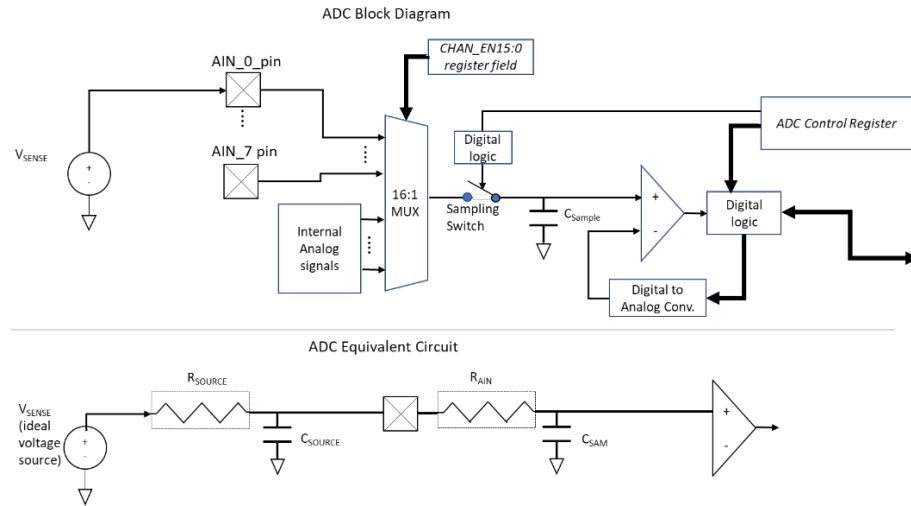 ADC Block Diagram
CHAN_EN15:0
register field
AIN_0_pin
ADC Control Register
VSENSE
+
-
AIN_7 pin
Digital
logic
16:1
MUX
Sampling
Switch
CSample
+
-
Digital
logic
Internal
Analog
signals
Digital to
Analog Conv.
ADC Equivalent Circuit
RSOURCE
RAIN
VSENSE
(ideal
voltage
source)
+
-
CSOURCE
CSAM
+
-